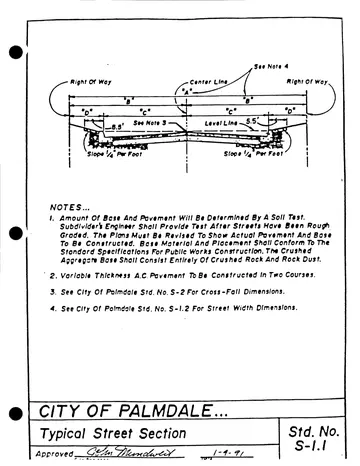 See Note 4
Right Of Way
Center Line
Right Of Way
"A"
"B"
"B"
"D"
"C"
"C"
"D"
5.5'
See Note 3
Level Line
5.5'
Slope 1/4" Per Foot
Slope 1/4" Per Foot
NOTES...
1. Amount Of Base And Pavement Will Be Determined By A Soil Test.
Subdivider's Engineer Shall Provide Test After Streets Have Been Rough
Graded. The Plans Must Be Revised To Show Actual Pavement And Base
To Be Constructed. Base Material And Placement Shall Conform To The
Standard Specifications For Public Works Construction, The Crushed
Aggregate Base Shall Consist Entirely Of Crushed Rock And Rock Dust.
2. Variable Thickness A.C. Pavement To Be Constructed In Two Courses.
3. See City Of Palmdale Std. No. S-2 For Cross-Fall Dimensions.
4. See City Of Palmdale Std. No. S-1.2 For Street Width Dimensions.
CITY OF PALMDALE...
Typical Street Section
Std. No.
S-1.1
Approved
1-9-91